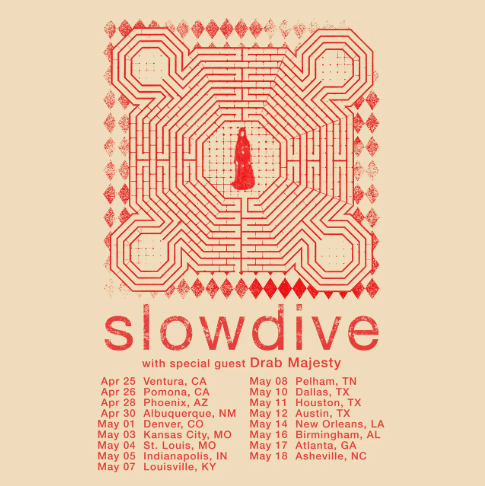 slowdive
with special guest Drab Majesty
Apr 25 Ventura, CA
Apr 26 Pomona, CA
Apr 28 Phoenix, AZ
Apr 30 Albuquerque, NM
May 01 Denver, CO
May 03 Kansas City, MO
May 04 St. Louis, MO
May 05 Indianapolis, IN
May 07 Louisville, KY
May 08 Pelham, TN
May 10 Dallas, TX
May 11 Houston, TX
May 12 Austin, TX
May 14 New Orleans, LA
May 16 Birmingham, AL
May 17 Atlanta, GA
May 18 Asheville, NC